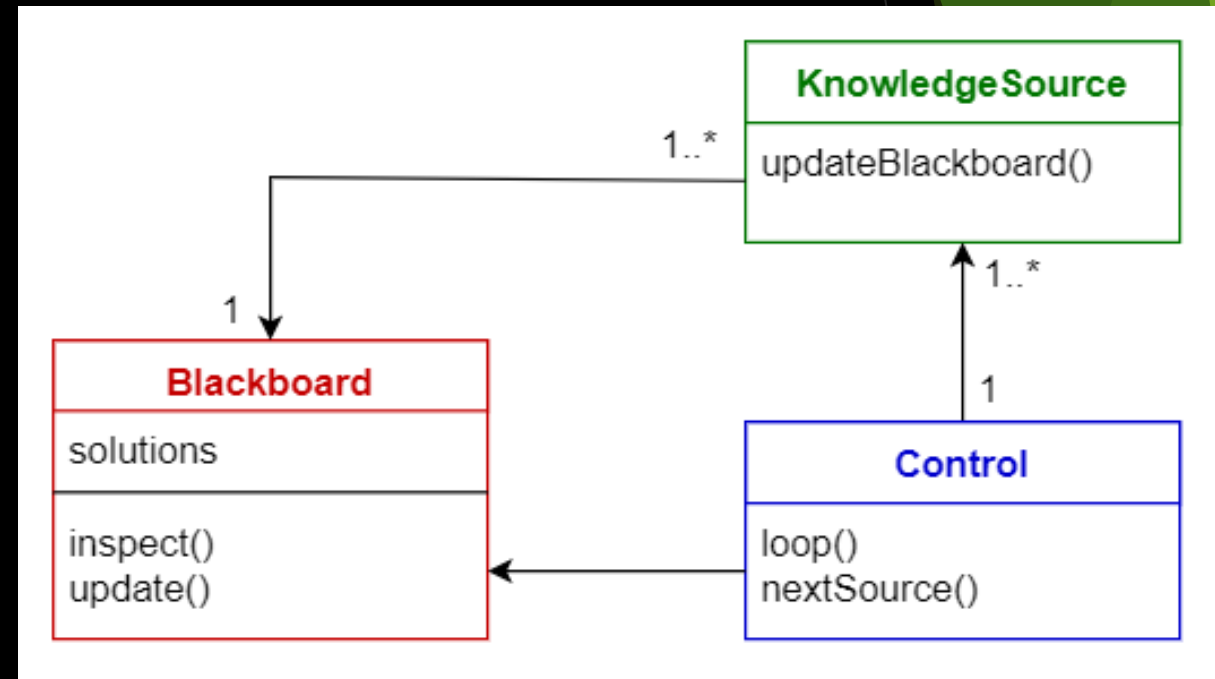 KnowledgeSource
1..*
updateBlackboard()
1..*
1
Blackboard
1
solutions
Control
inspect()
loop()
update()
nextSource()